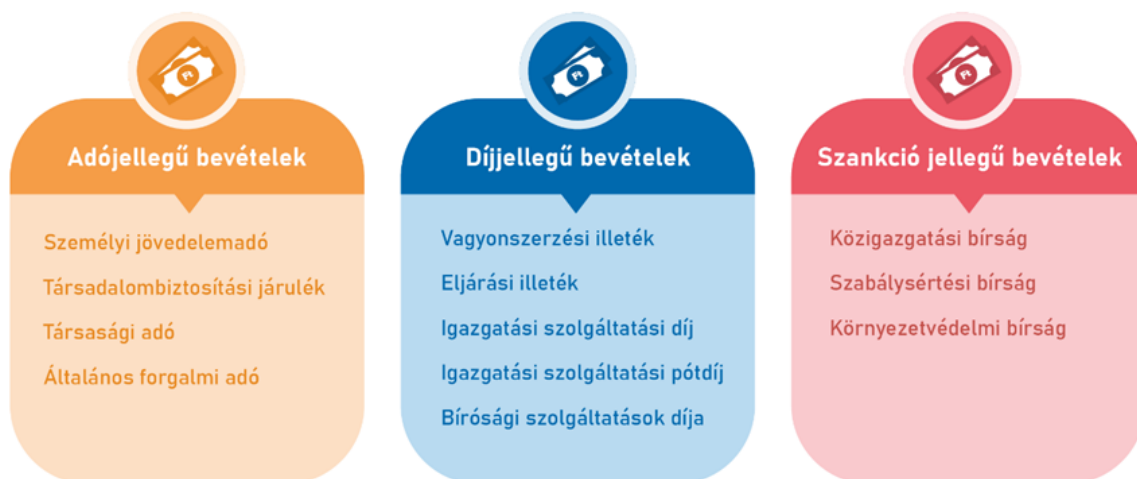 Adójellegű bevételek
Személyi jövedelemadó
Társadalombiztosítási járulék
Társasági adó
Általános forgalmi adó
Díjjellegű bevételek
Vagyonszerzési illeték
Eljárási illeték
Igazgatási szolgáltatási díj
Igazgatási szolgáltatási pótdíj
Bírósági szolgáltatások díja
Szankció jellegű bevételek
Közigazgatási bírság
Szabálysértési bírság
Környezetvédelmi bírság